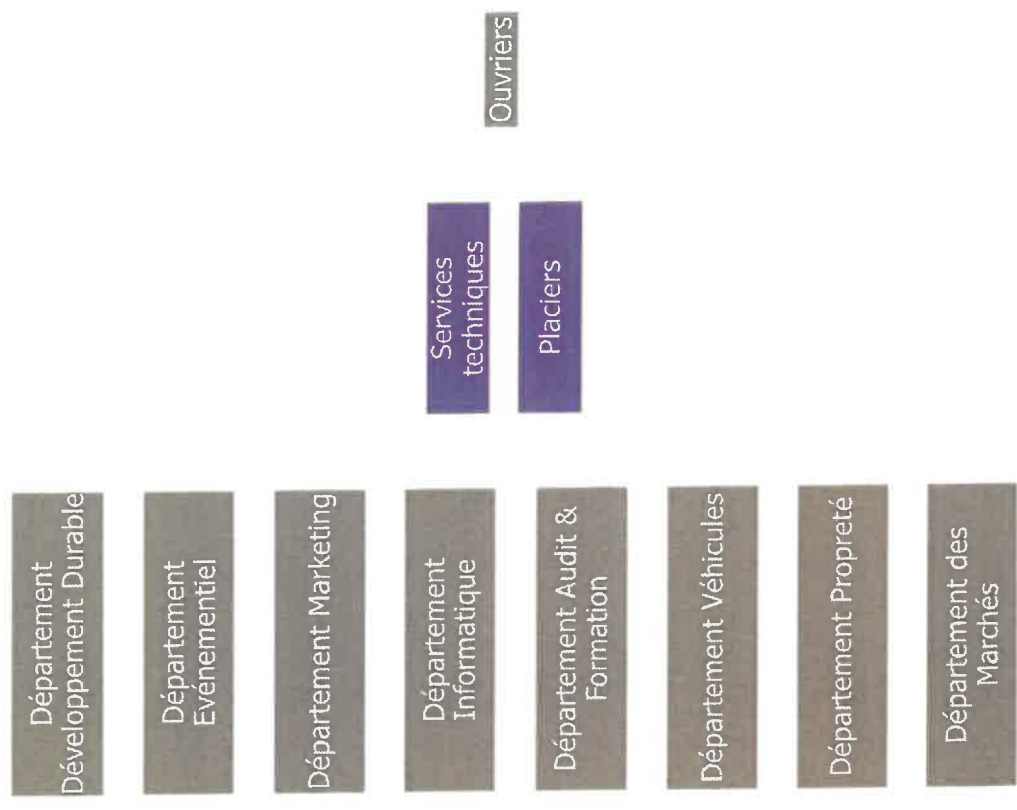 Département
Développement Durable
Département
Evénementiel
Département Marketing
Département
Informatique
Département Audit &
Formation
Département Véhicules
Département Propreté
Département des
Marchés
Services
techniques
Placiers
Ouvriers